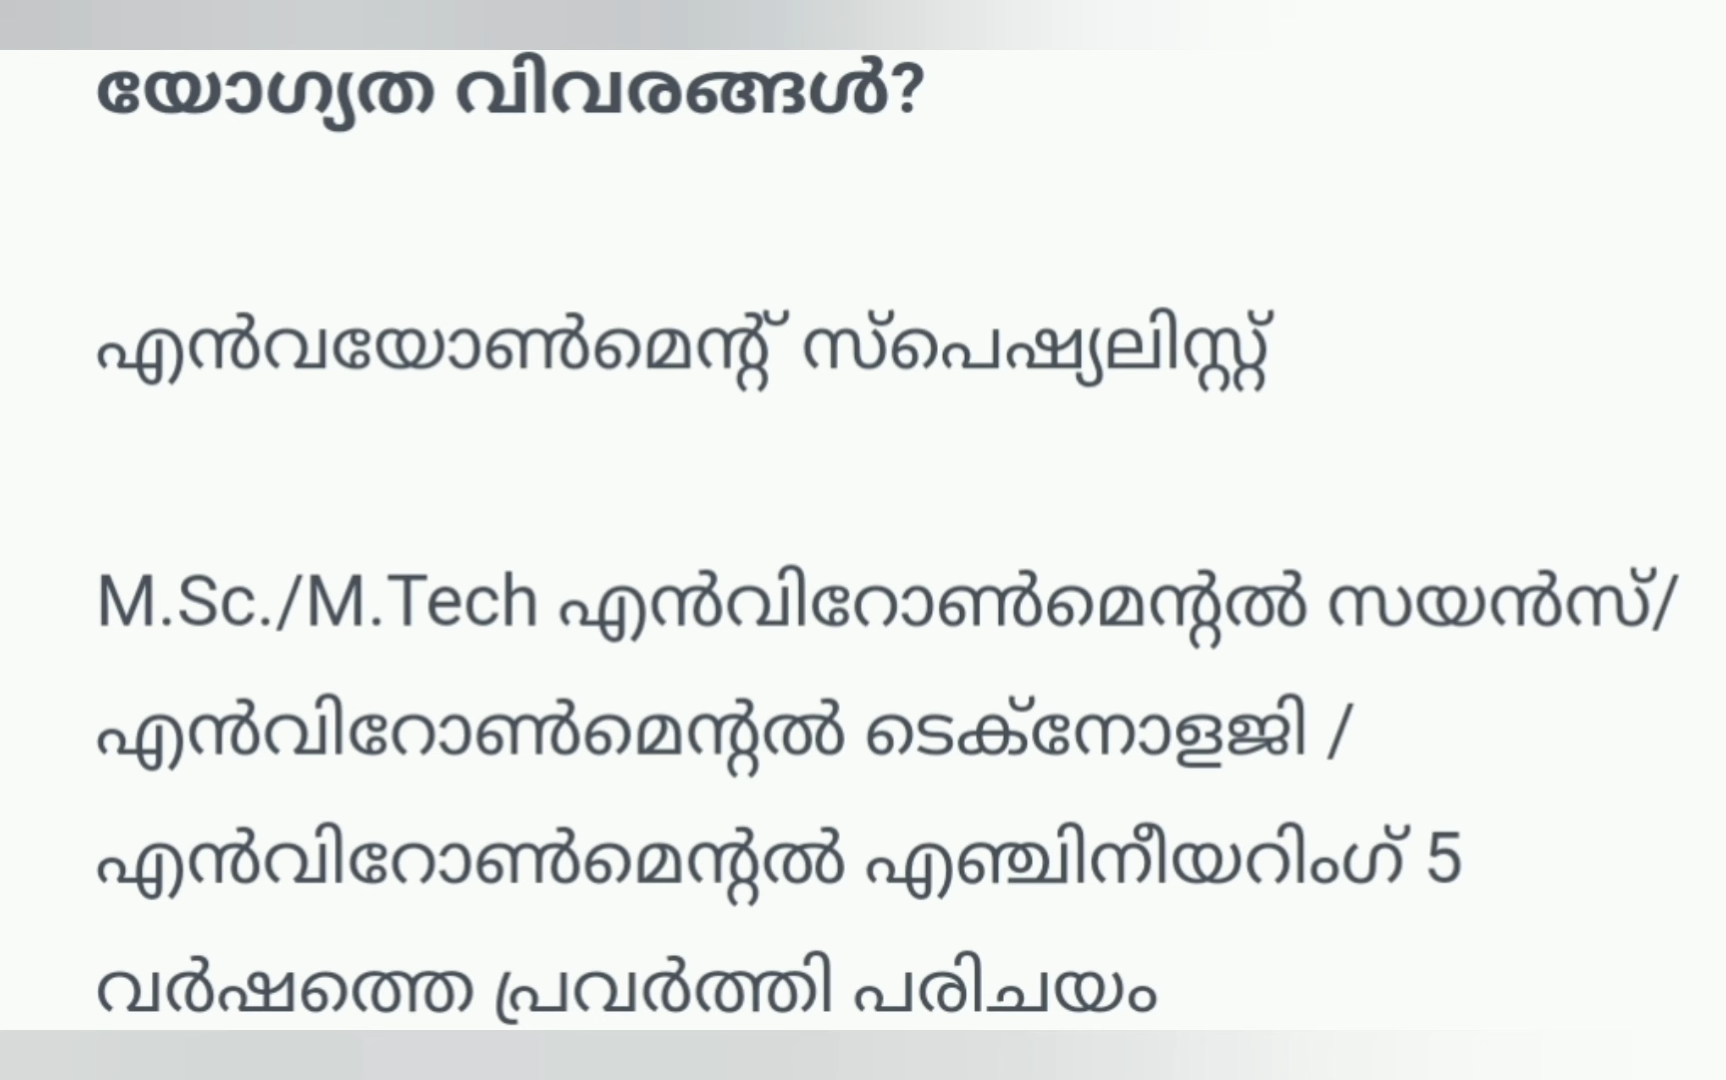 യോഗ്യത വിവരങ്ങൾ?
എൻവയോൺമെന്റ് സ്പെഷ്യലിസ്റ്റ്
M.Sc./M.Tech എൻവിറോൺമെന്റൽ സയൻസ്/
എൻവിറോൺമെന്റൽ ടെക്നോളജി /
എൻവിറോൺമെന്റൽ എഞ്ചിനീയറിംഗ് 5
വർഷത്തെ പ്രവർത്തി പരിചയം